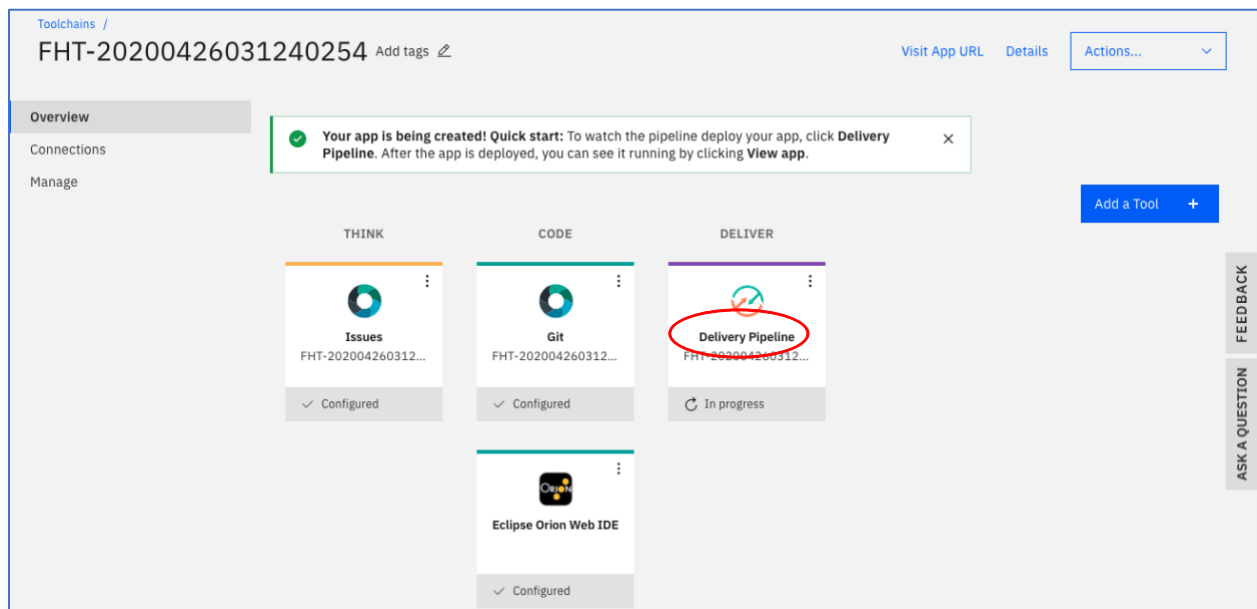 Toolchains /
FHT-20200426031240254 Add tags
Visit App URL Details Actions...
Overview
Connections
Manage
Your app is being created! Quick start: To watch the pipeline deploy your app, click Delivery
Pipeline. After the app is deployed, you can see it running by clicking View app.
Add a Tool +
THINK CODE DELIVER
Issues
FHT-202004260312...
Configured
Git
FHT-202004260312...
Configured
Delivery Pipeline
FHT-202004260312...
In progress
ORION
Eclipse Orion Web IDE
Configured
FEEDBACK
ASK A QUESTION